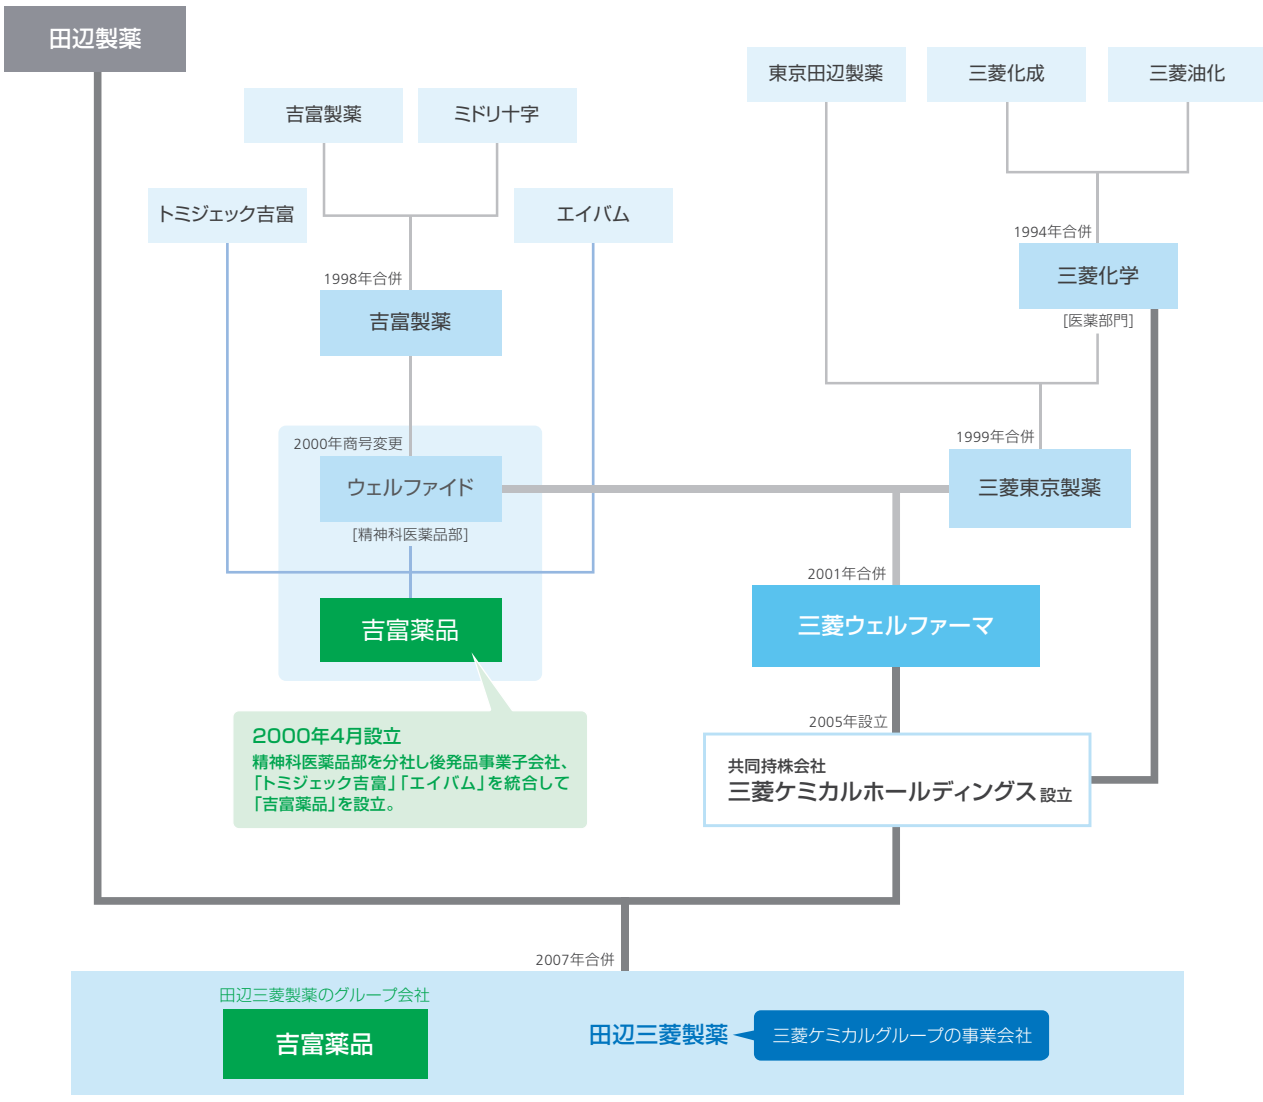 田辺製薬
東京田辺製薬
三菱化成
三菱油化
吉富製薬
ミドリ十字
トミジェック吉富
エイバム
1994年合併
三菱化学
[医薬部門]
1998年合併
吉富製薬
2000年商号変更
ウェルファイド
[精神科医薬品部]
1999年合併
三菱東京製薬
2001年合併
三菱ウェルファーマ
吉富薬品
2000年4月設立
精神科医薬品部を分社し後発品事業子会社、
「トミジェック吉富」「エイバム」を統合して
「吉富薬品」を設立。
2005年設立
共同持株会社
三菱ケミカルホールディングス 設立
2007年合併
田辺三菱製薬のグループ会社
吉富薬品
田辺三菱製薬
三菱ケミカルグループの事業会社